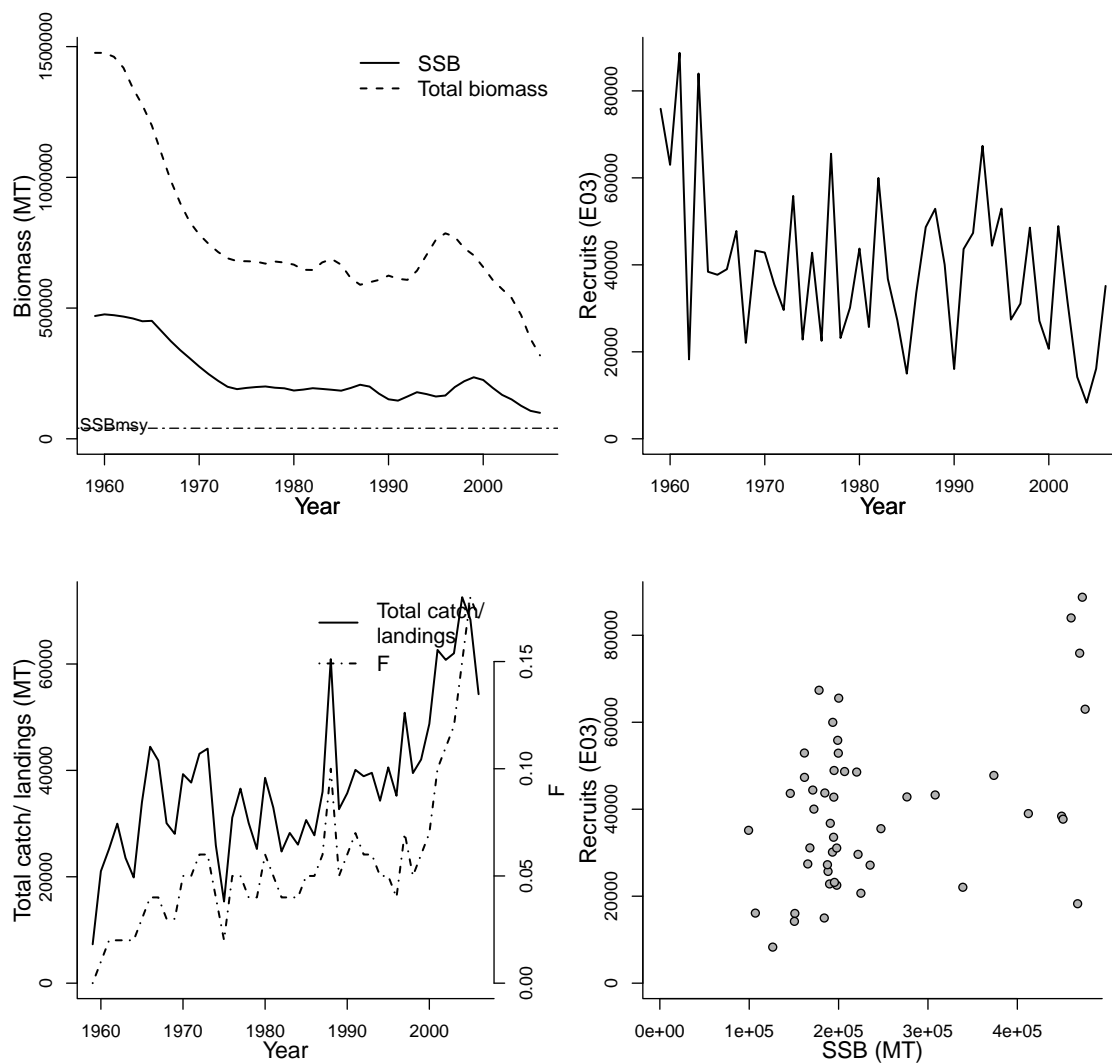 SSB
Total biomass
Biomass (MT)
0
500000
1000000
1500000
SSBmsy
1960
1970
1980
1990
2000
Year
Recruits (E03)
0
20000
40000
60000
80000
1960
1970
1980
1990
2000
Year
Total catch/
landings
F
Total catch/ landings (MT)
0
20000
40000
60000
0.00
0.05
0.10
0.15
F
1960
1970
1980
1990
2000
Year
Recruits (E03)
0
20000
40000
60000
80000
0e+00
1e+05
2e+05
3e+05
4e+05
SSB (MT)